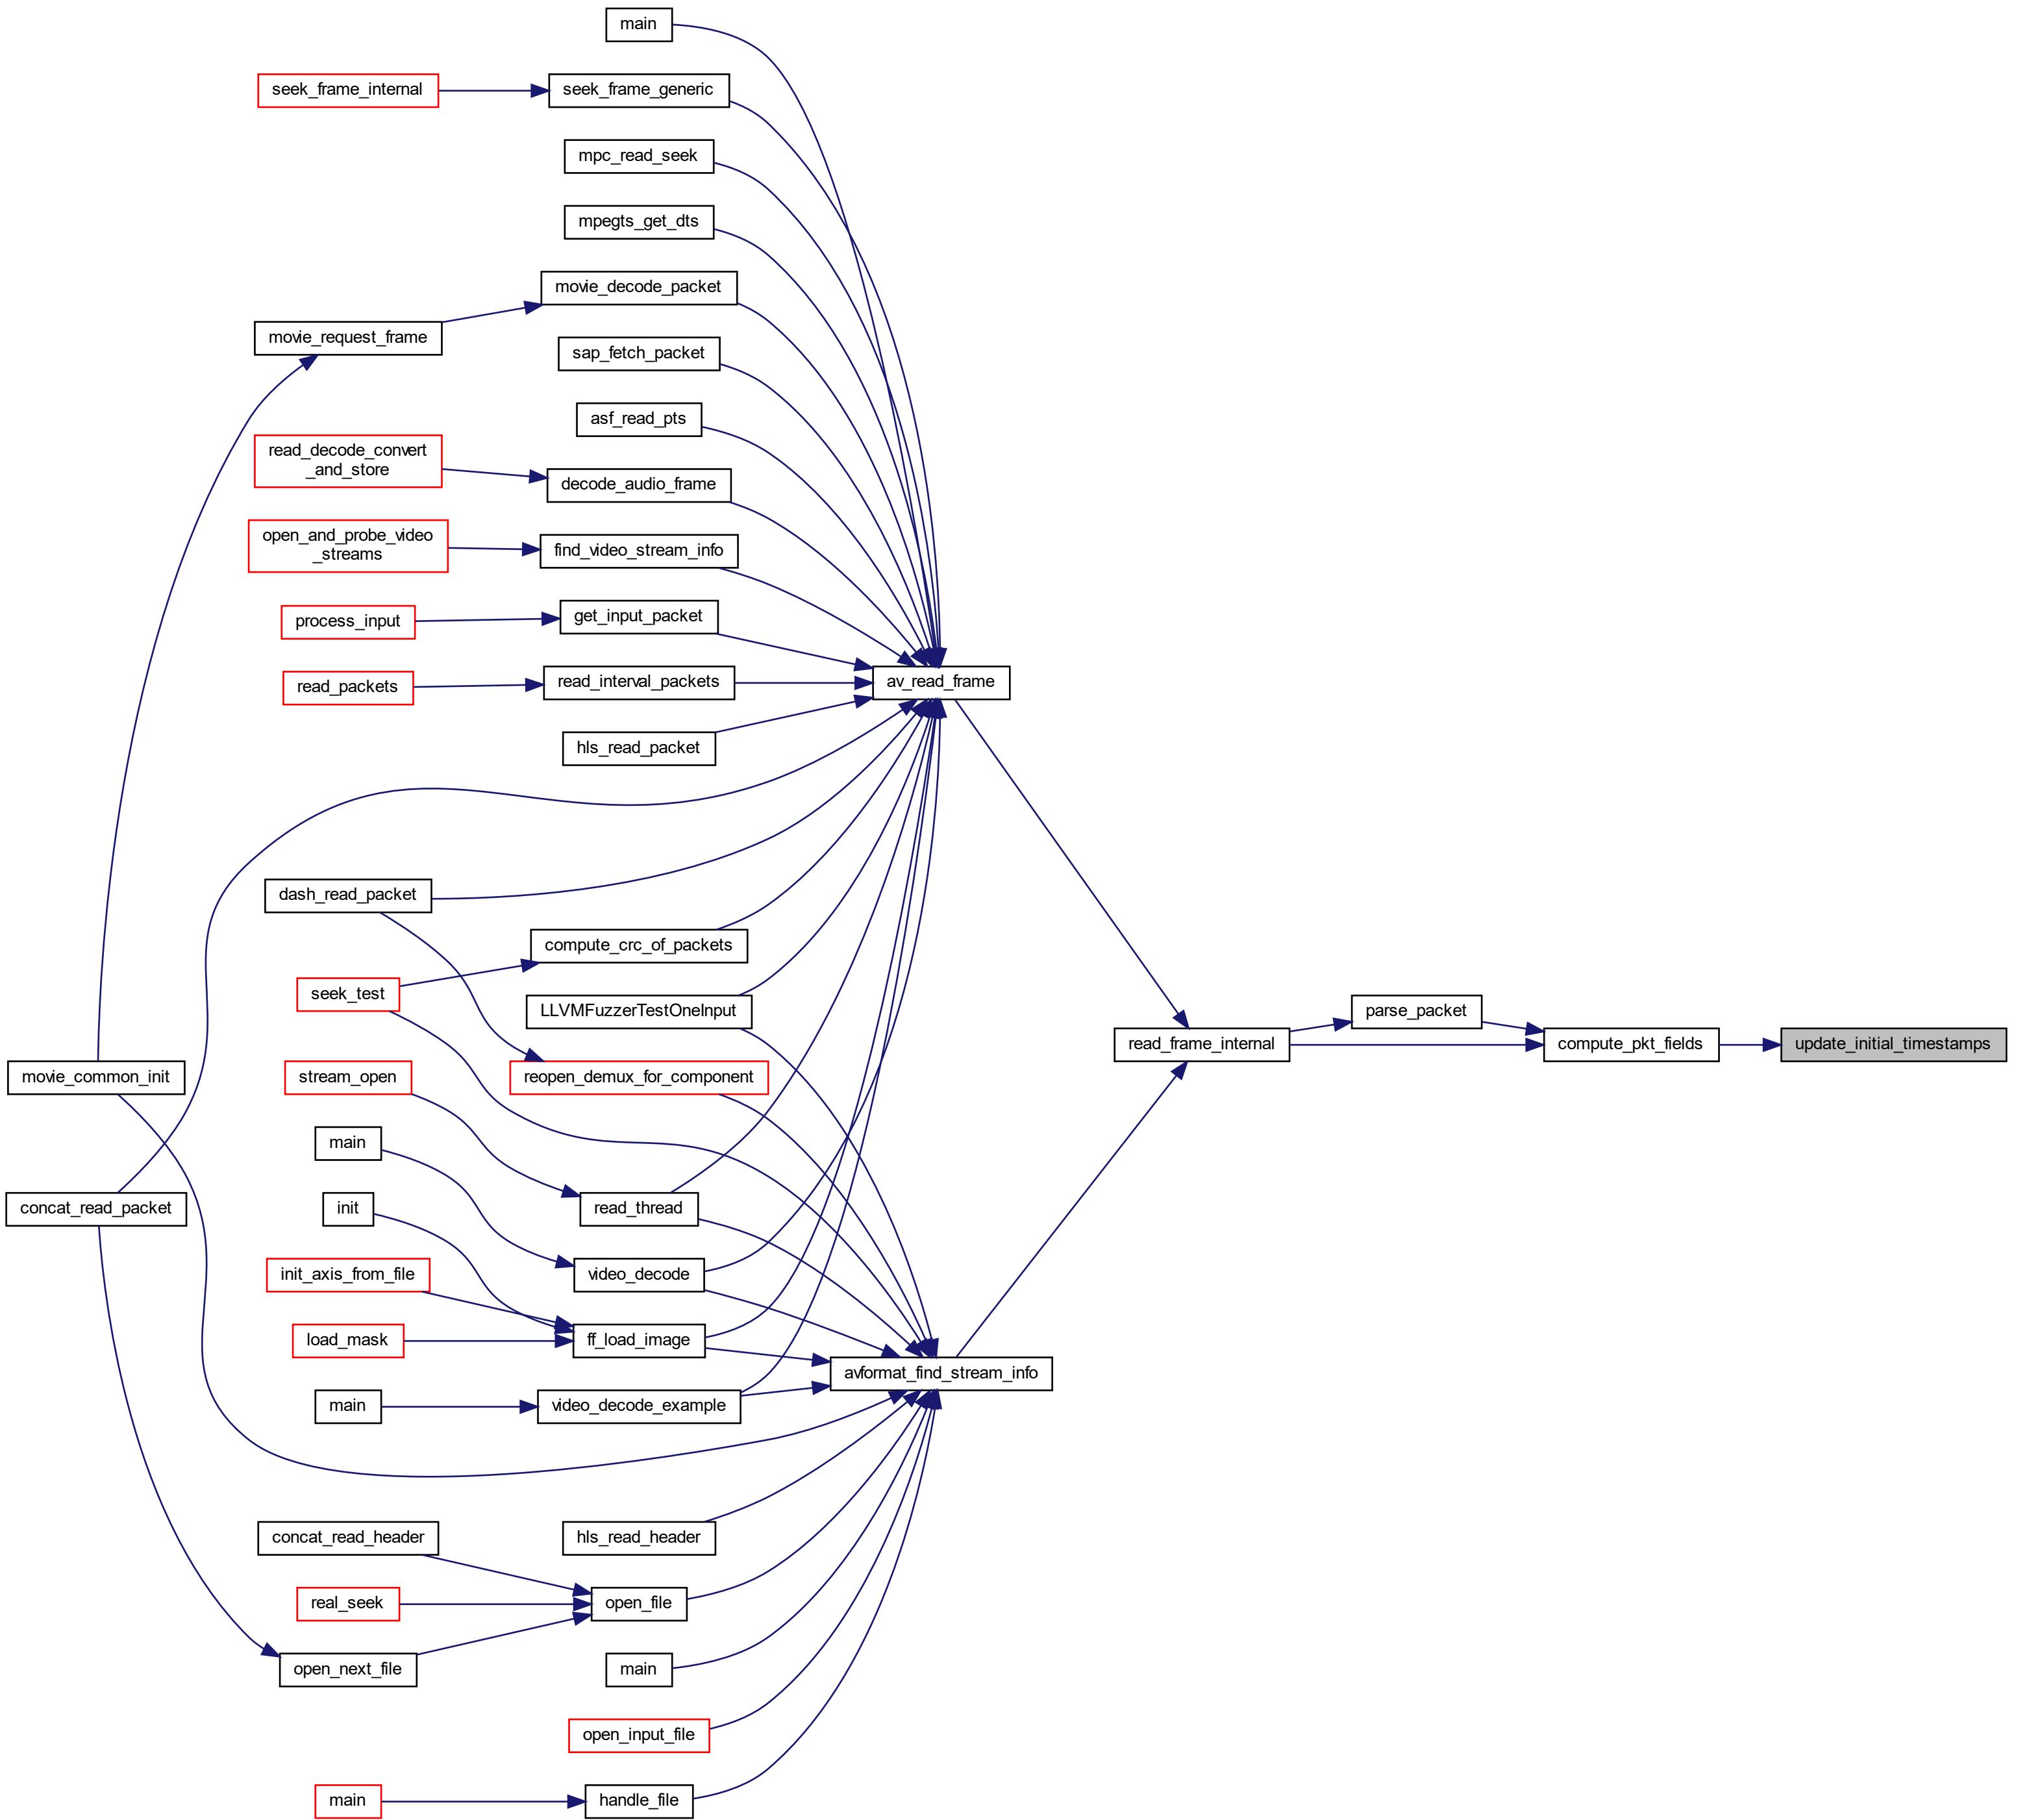 main
seek_frame_internal
seek_frame_generic
mpc_read_seek
mpegts_get_dts
movie_decode_packet
movie_request_frame
sap_fetch_packet
asf_read_pts
read_decode_convert
_and_store
decode_audio_frame
open_and_probe_video
_streams
find_video_stream_info
process_input
get_input_packet
read_packets
read_interval_packets
av_read_frame
hls_read_packet
dash_read_packet
compute_crc_of_packets
seek_test
LLVMFuzzerTestOneInput
parse_packet
read_frame_internal
compute_pkt_fields
update_initial_timestamps
movie_common_init
stream_open
reopen_demux_for_component
main
concat_read_packet
init
read_thread
init_axis_from_file
video_decode
load_mask
ff_load_image
avformat_find_stream_info
main
video_decode_example
concat_read_header
hls_read_header
real_seek
open_file
open_next_file
main
open_input_file
main
handle_file